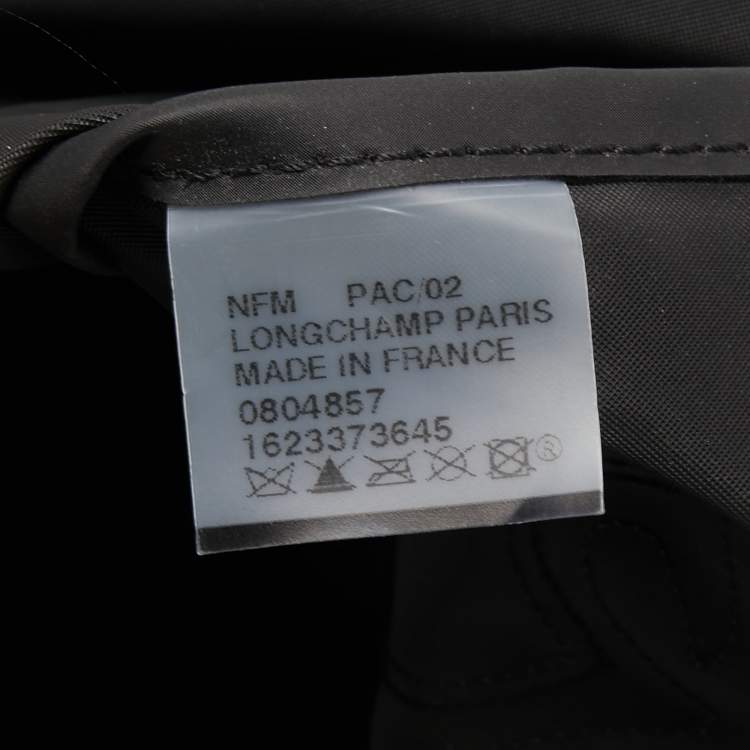 NFM PAC/02
LONGCHAMP PARIS
MADE IN FRANCE
0804857
1623373645
®